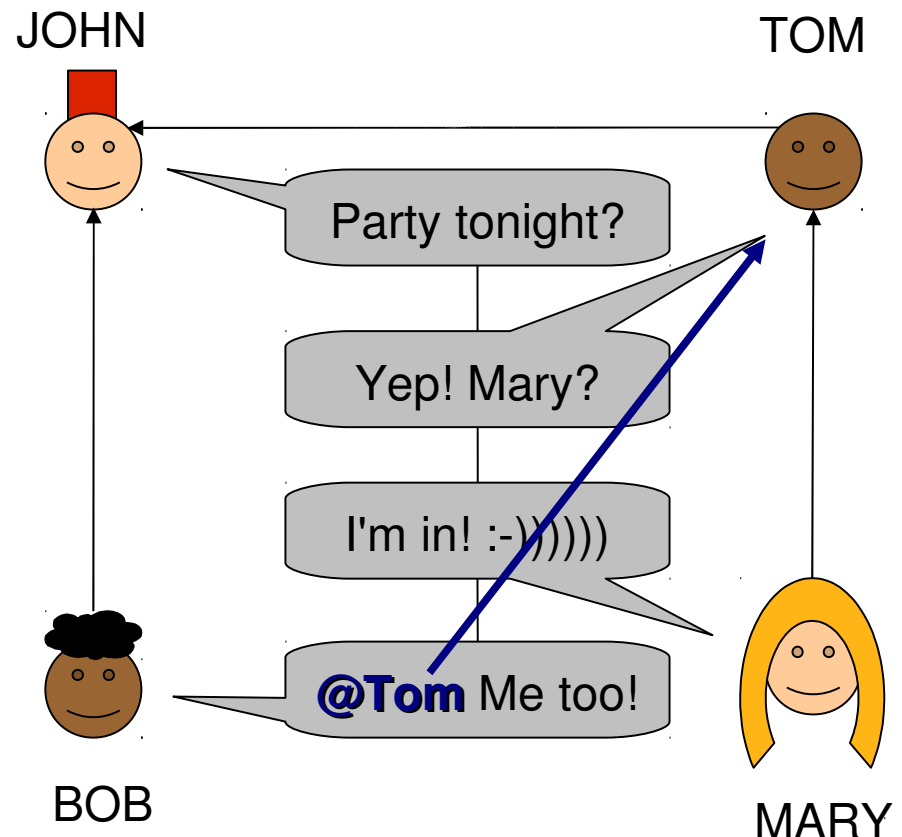 JOHN
TOM
Party tonight?
Yep! Mary?
I'm in! :-))))))
@Tom Me too!
BOB
MARY